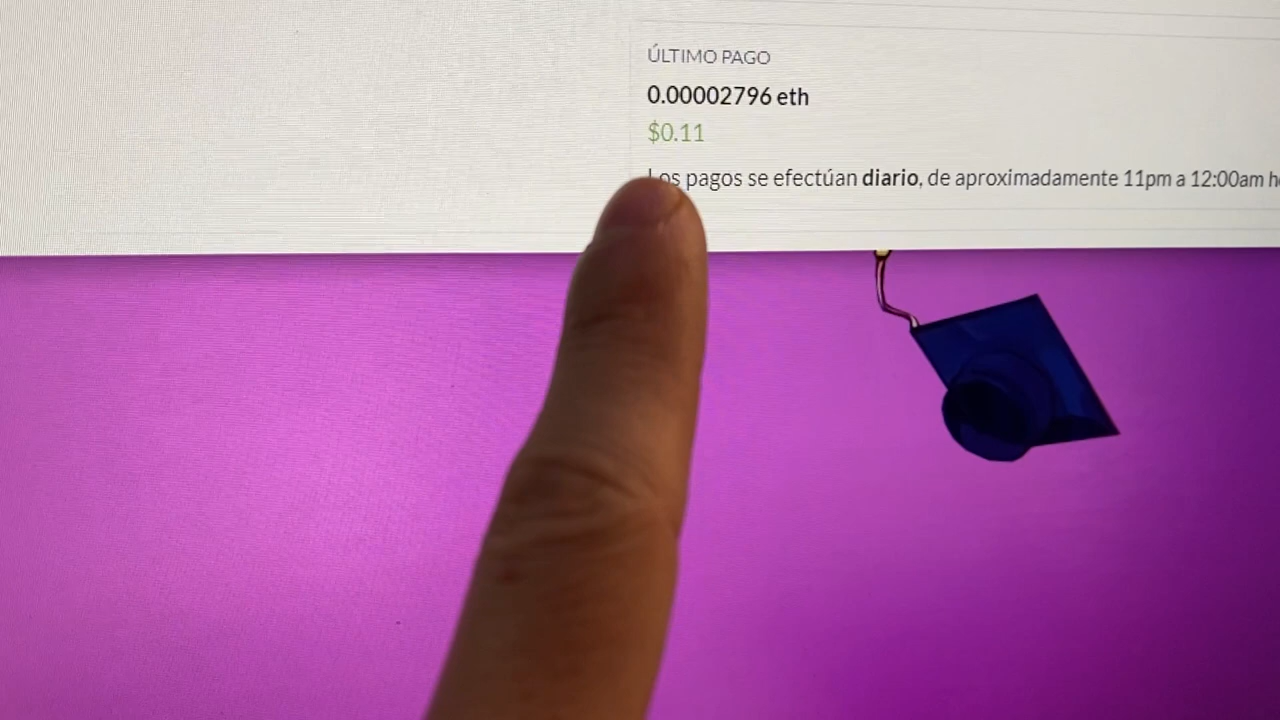 ÚLTIMO PAGO
0.00002796 eth
$0.11
Los pagos se efectúan diario, de aproximadamente 11pm a 12:00am